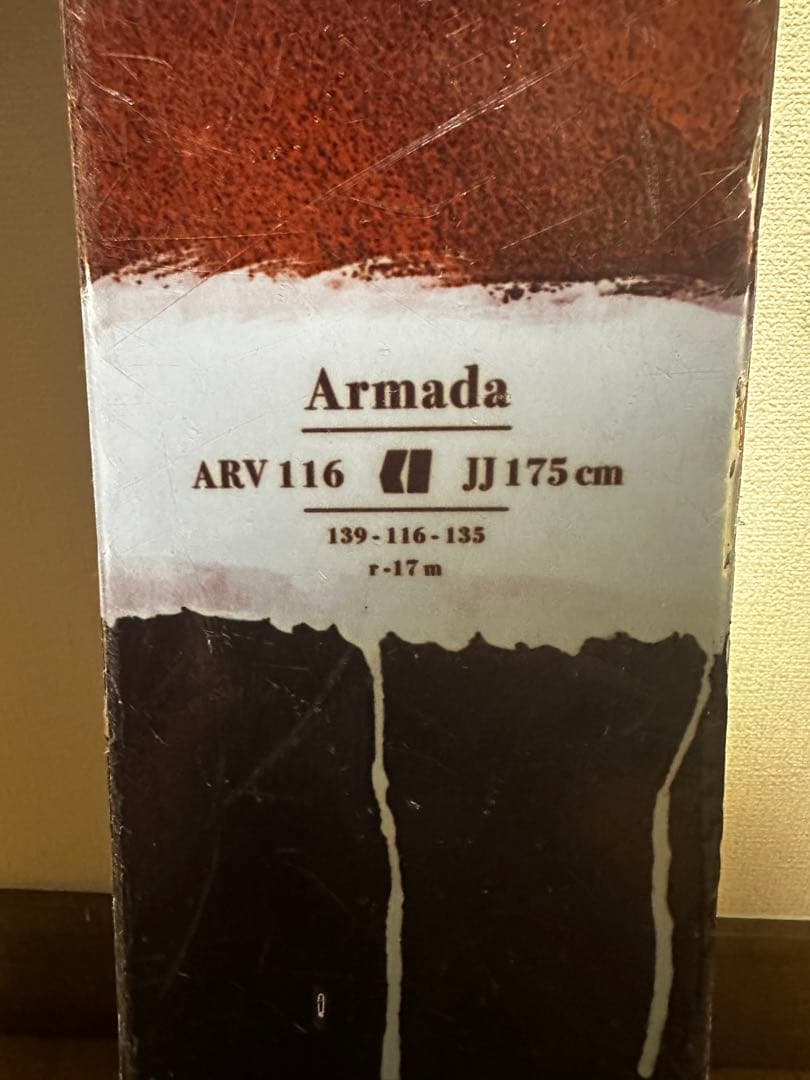 Armada
ARV 116 JJ 175 cm
139-116-135
r-17 m